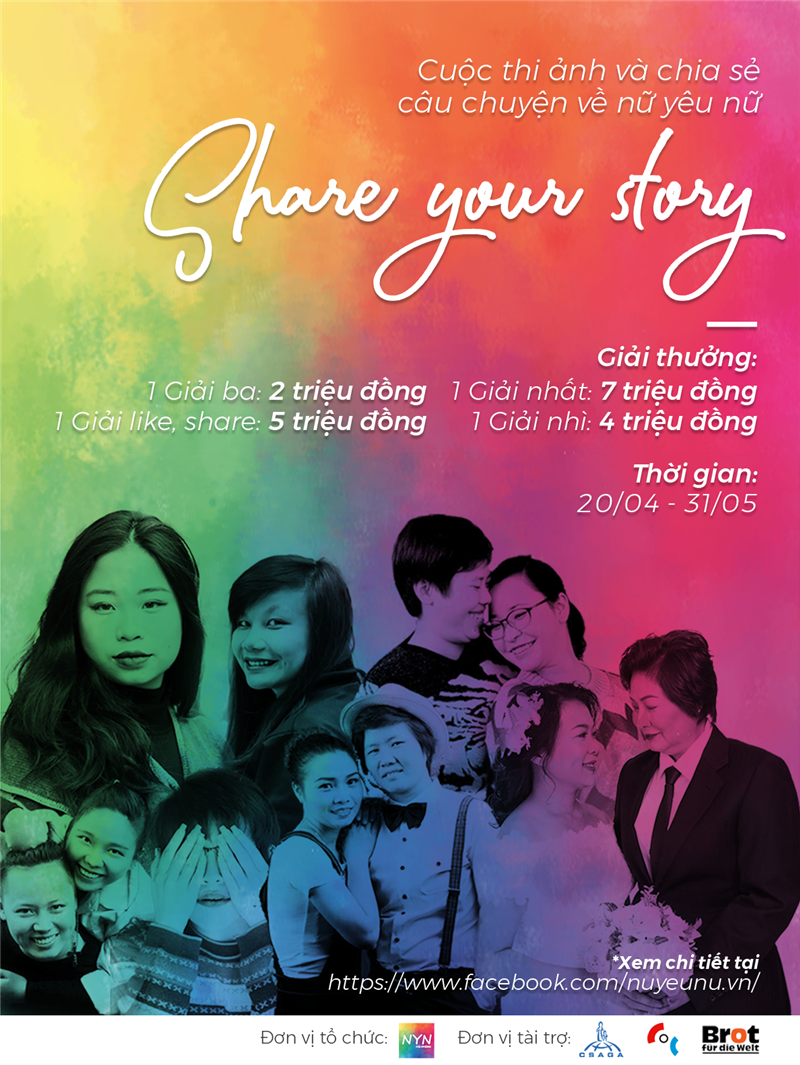 Cuộc thi ảnh và chia sẻ
câu chuyện về nữ yêu nữ
Share your story
Giải thưởng:
1 Giải ba: 2 triệu đồng 1 Giải nhất: 7 triệu đồng
1 Giải like, share: 5 triệu đồng 1 Giải nhì: 4 triệu đồng
Thời gian:
20/04 - 31/05
*Xem chi tiết tại
https://www.facebook.com/nuyeunu.vn/
Đơn vị tổ chức: NYN Đơn vị tài trợ: CSAGA Brot
für die Welt